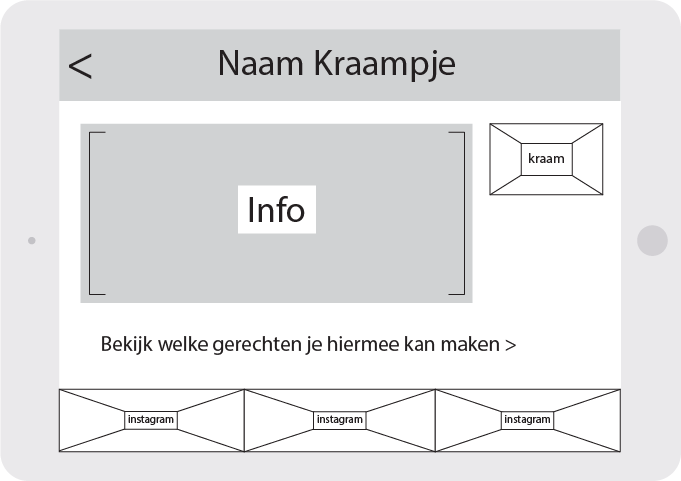 < Naam Kraampje
kraam
Info
Bekijk welke gerechten je hiermee kan maken >
instagram instagram instagram